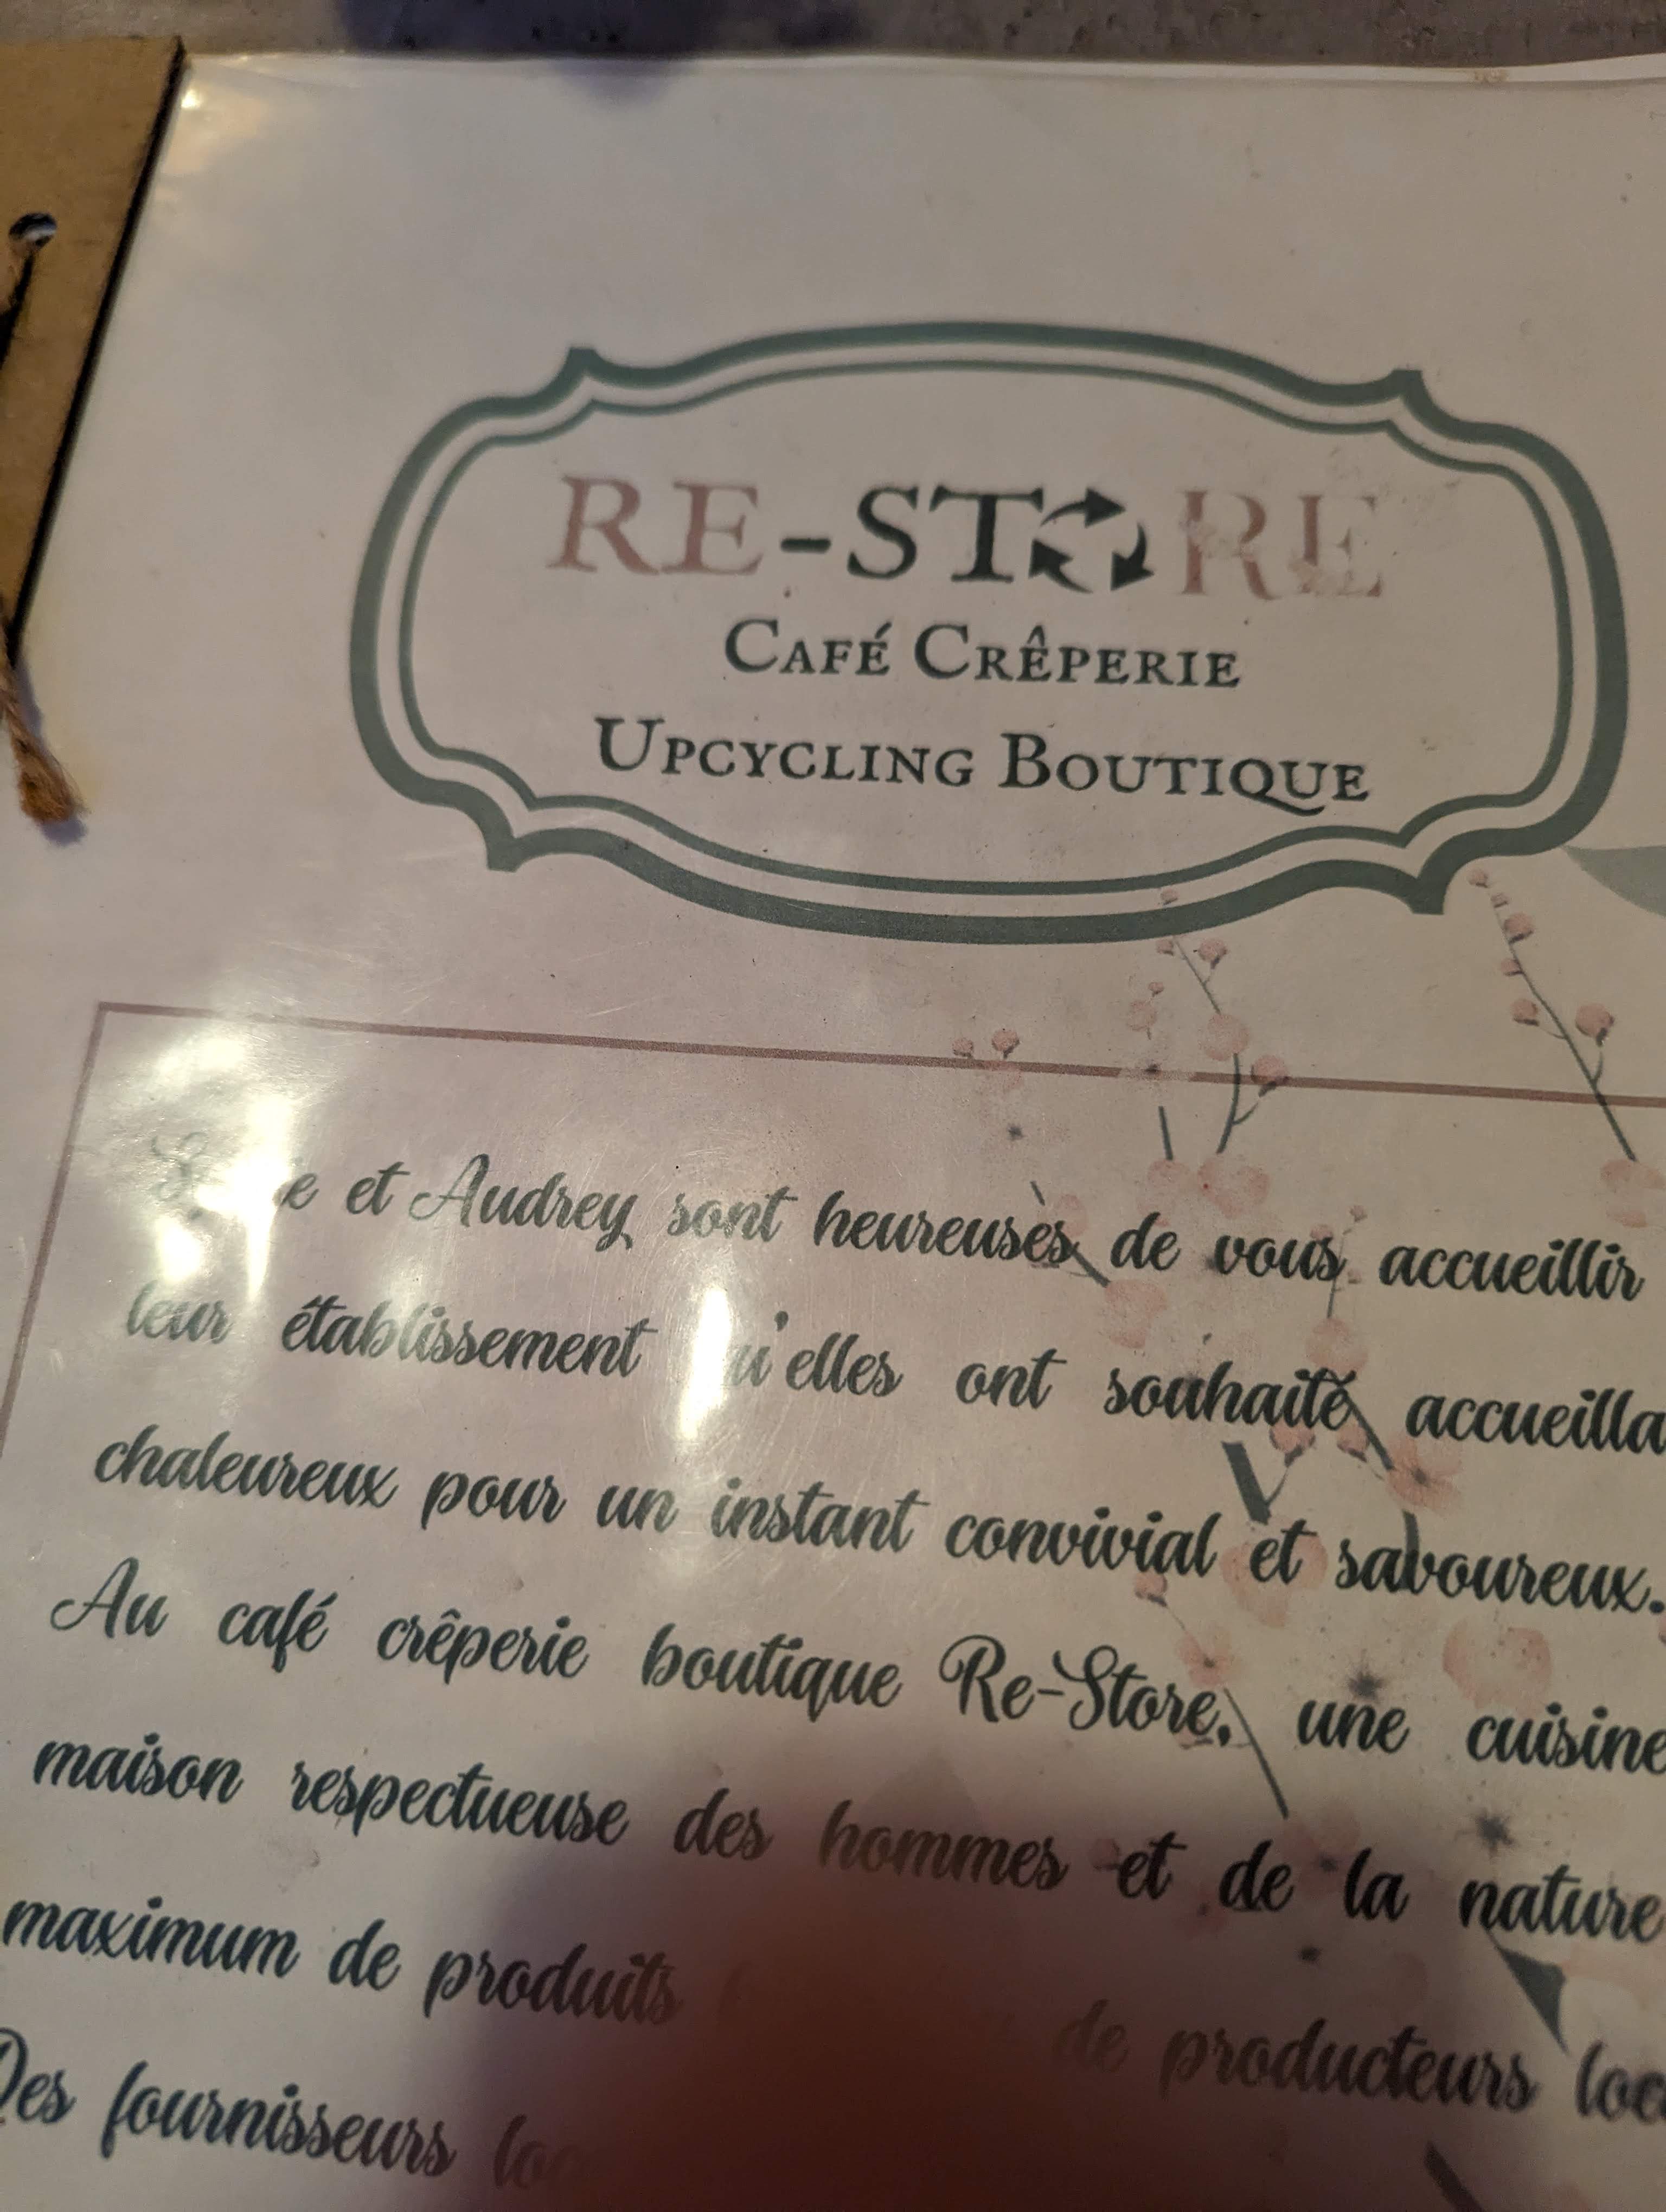 RE-STORE
CAFÉ CRÊPERIE
UPCYCLING BOUTIQUE
et Audrey sont heureuses de vous accueillir
leur établissement qu'elles ont souhaité
chaleureux pour un instant convivial et savoureux.
Au café crêperie boutique Re-Store, une cuisine
maison respectueuse des hommes et de la nature
maximum de produits de producteurs
Des fournisseurs